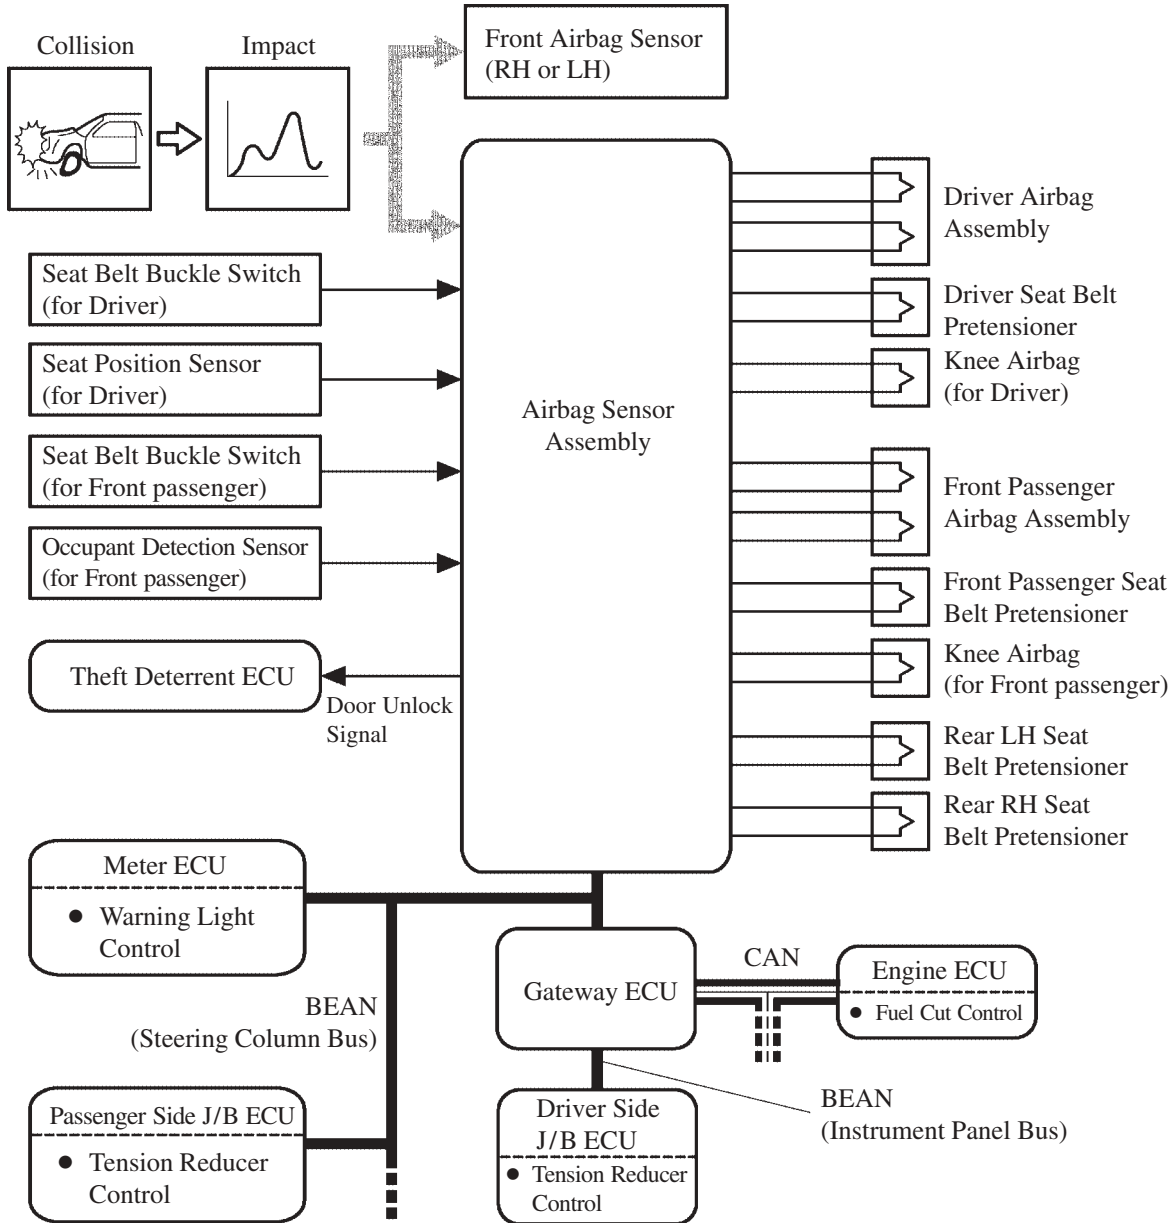 Collision
Impact
Front Airbag Sensor
(RH or LH)
Seat Belt Buckle Switch
(for Driver)
Seat Position Sensor
(for Driver)
Seat Belt Buckle Switch
(for Front passenger)
Occupant Detection Sensor
(for Front passenger)
Theft Deterrent ECU
Door Unlock
Signal
Airbag Sensor
Assembly
Driver Airbag
Assembly
Driver Seat Belt
Pretensioner
Knee Airbag
(for Driver)
Front Passenger
Airbag Assembly
Front Passenger Seat
Belt Pretensioner
Knee Airbag
(for Front passenger)
Rear LH Seat
Belt Pretensioner
Rear RH Seat
Belt Pretensioner
Meter ECU
● Warning Light
Control
BEAN
(Steering Column Bus)
Passenger Side J/B ECU
● Tension Reducer
Control
Gateway ECU
CAN
Engine ECU
● Fuel Cut Control
Driver Side
J/B ECU
● Tension Reducer
Control
BEAN
(Instrument Panel Bus)